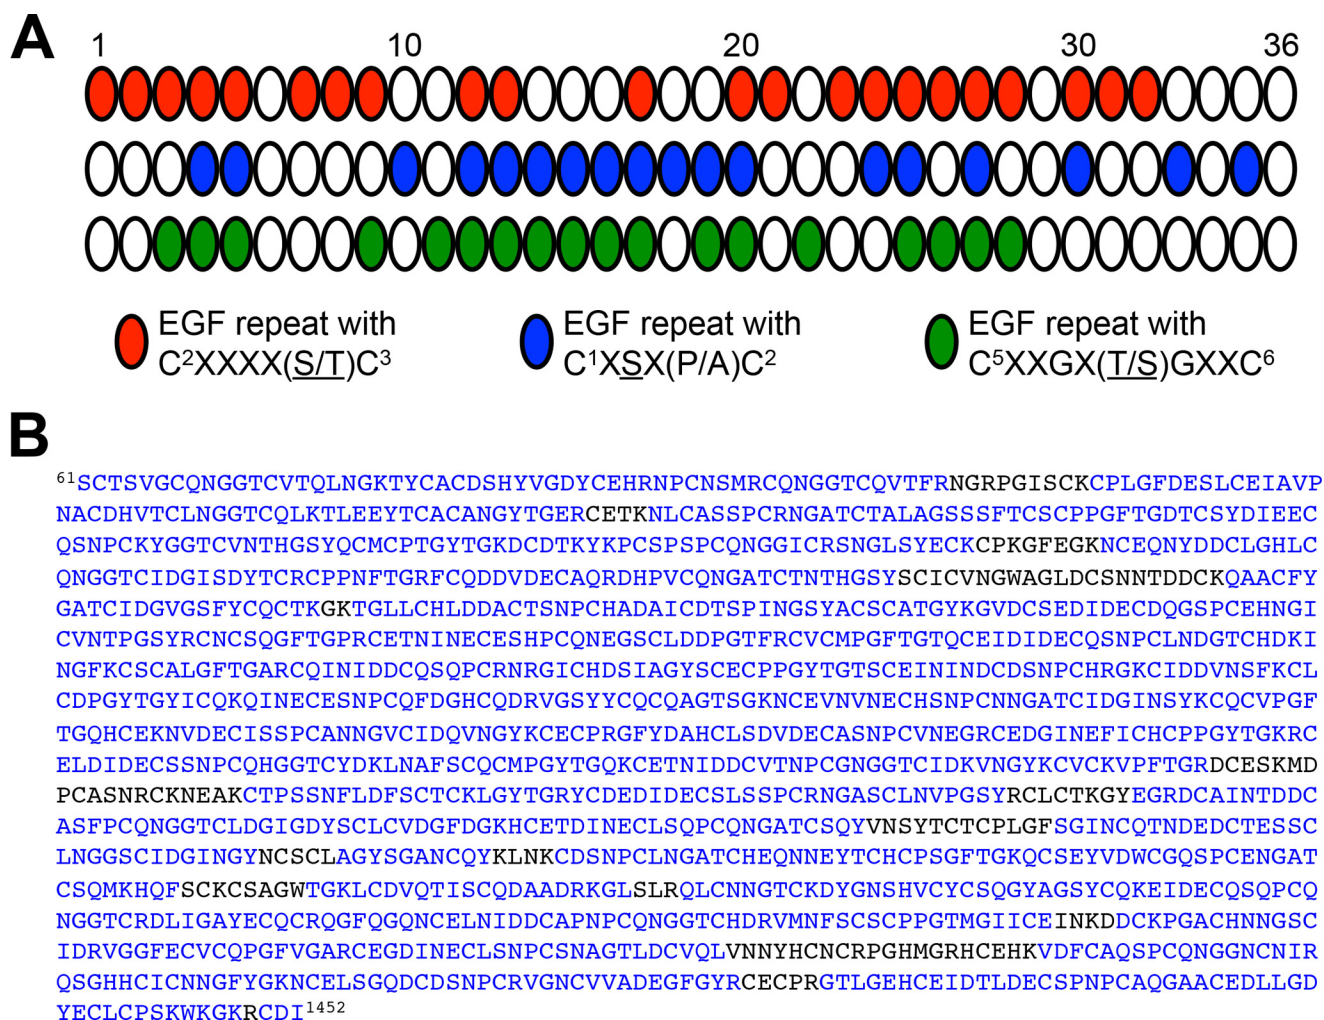 A
1 10 20 30 36
EGF repeat with
C²XXXX(S/T)C³
EGF repeat with
C¹XSX(P/A)C²
EGF repeat with
C⁵XXGX(T/S)GXXC⁶
B
⁶¹SCTSVGCQNGGTCVTQLNGKTYCACDSHYVGDYCEHRNPCNSMRCQNGGTCQVTFRNGRPGISCKCPLGFDESLCEIAVP
NACDHVTCLNGGTCQLKTLEEYTCACANGYTGERCETKNLCASSPCRNGATCTALAGSSSFTCSCPPGFTGDTCSYDIEEC
QSNPCKYGGTCVNTHGSYQCMCPTGYTGKDCDTKYKPCSPSPCQNGGICRSNGLSYECKCPKGFEGKNCEQNYDDCLGHLC
QNGGTCIDGISDYTCRCPPNFTGRFCQDDVDECAQRDHPVCQNGATCTNTHGSYSCICVNGWAGLDCSNNTDDCKQAACFY
GATCIDGVGSFYCQCTKGKTGLLCHLDDACTSNPCHADAICDTSPINGSYACSCATGYKGVDCSEDIDECDQGSPCEHNGI
CVNTPGSYRCNCSQGFTGPRCETNINECESHPCQNEGSCLDDPGTFRCVCMPGFTGTQCEIDIDECQSNPCLNDGTCHDKI
NGFKCSCALGFTGARCQINIDDCQSQPCRNRGICHDSIAGYSCECPPGYTGTSCEININDCDSNPCHRGKCIDDVNSFKCL
CDPGYTGYICQKQINECESNPCQFDGHCQDRVGSYYCQCQAGTSGKNCEVNVNECHSNPCNNGATCIDGINSYKCQCVPGF
TGQHCEKNVDECISSPCANNGVCIDQVNGYKCECPRGFYDAHCLSDVDECASNPCVNEGRCEDGINEFICHCPPGYTGKRC
ELDIDECSSNPCQHGGTCYDKLNAFSCQCMPGYTGQKCETNIDDCVTNPCGNGGTCIDKVNGYKCVCKVPFTGRDCESKMD
PCASNRCKNEAKCTPSSNFLDFSCTCKLGYTGRYCDEDIDECSLSSPCRNGASCLNVPGSYRCLCTKGYEGRDCAINTDDC
ASFPCQNGGTCLDGIGDYSCLCVDGFDGKHCETDINECLSQPCQNGATCSQYVNSYTCTCPLGFSGINCQTNDEDCTESSC
LNGGSCIDGINGYNCSCLAGYSGANCQYKLNKCDSNPCLNGATCHEQNNEYTCHCPSGFTGKQCSEYVDWCGQSPCENGAT
CSQMKHQFSCKCSAGWTGKLCDVQTISCQDAADRKGLSLRQLCNNGTCKDYGNSHVCYCSQGYAGSYCQKEIDECQSQPCQ
NGGTCRDLIGAYECQCRQGFQGQNCELNIDDCAPNPCQNGGTCHDRVMNFSCSCPPGTMGIICEINKDDCKPGACHNNGSC
IDRVGGFECVCQPGFVGARCEGDINECLSNPCSNAGTLDCVQLVNNYHCNCRPGHMGRHCEHKVDFCAQSPCQNGGNCNIR
QSGHHCICNNGFYGKNCELSGQDCDSNPCRVGNCVVADEGFGYRCECPRGTLGEHCEIDTLDECSPNPCAQGAACEDLLGD
YECLCPSKWKGKRCDI¹⁴⁵²